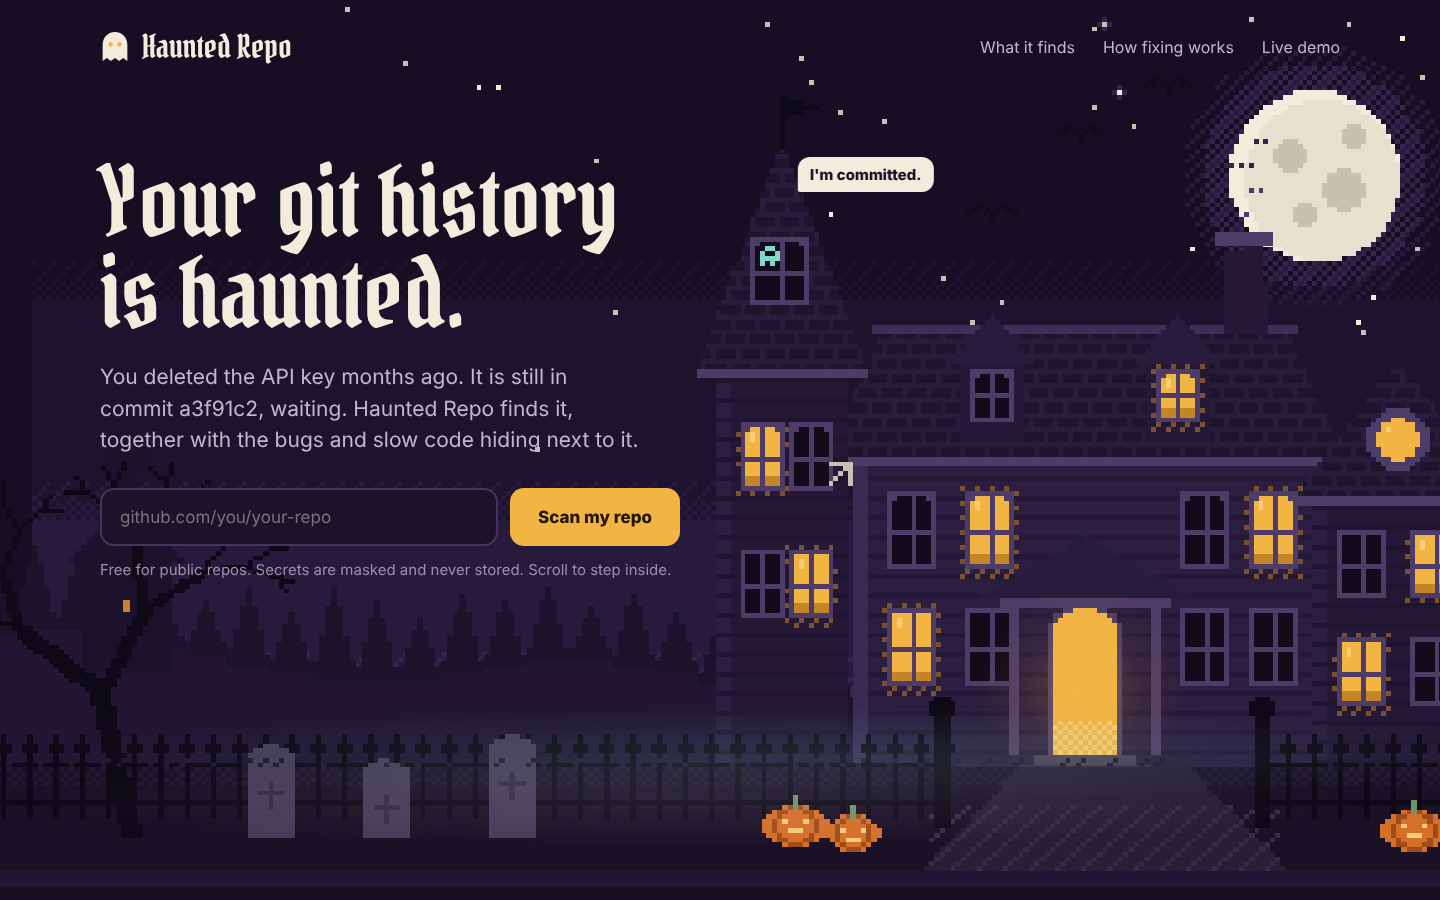 Haunted Repo
What it finds
How fixing works
Live demo
Your git history
is haunted.
I'm committed.
You deleted the API key months ago. It is still in
commit a3f91c2, waiting. Haunted Repo finds it,
together with the bugs and slow code hiding next to it.
github.com/you/your-repo
Scan my repo
Free for public repos. Secrets are masked and never stored. Scroll to step inside.